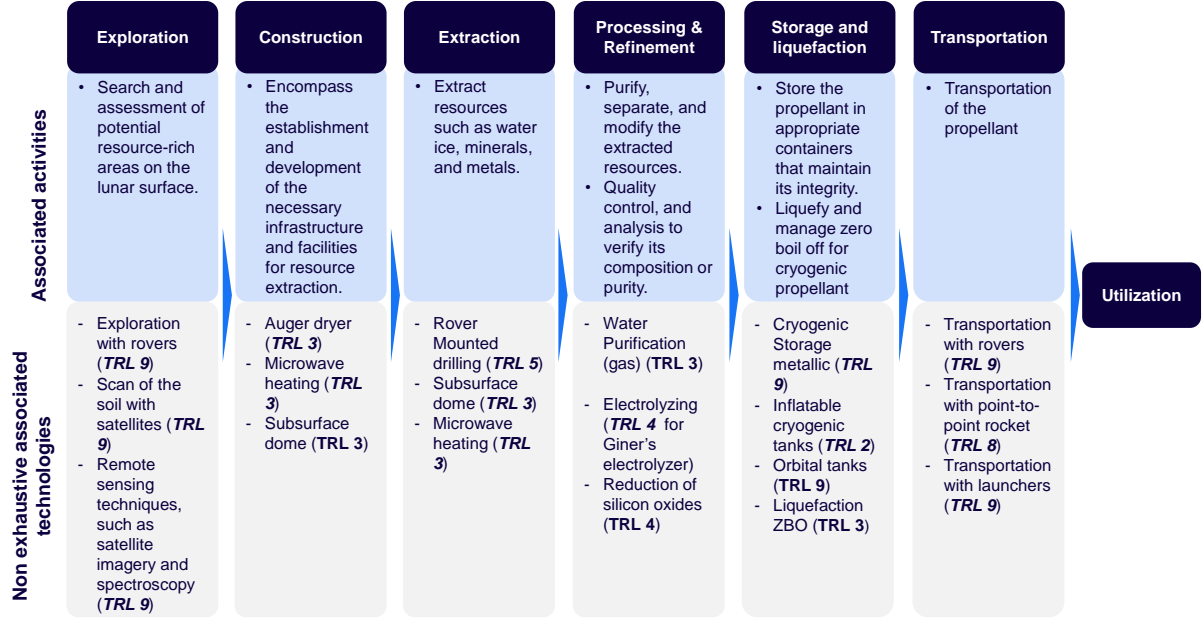 Exploration
Construction
Extraction
Processing &
Refinement
Storage and
liquefaction
Transportation
Associated activities
• Search and
assessment of
potential
resource-rich
areas on the
lunar surface.
• Encompass
the
establishment
and
development
of the
necessary
infrastructure
and facilities
for resource
extraction.
• Extract
resources
such as water
ice, minerals,
and metals.
• Purify,
separate, and
modify the
extracted
resources.
• Quality
control, and
analysis to
verify its
composition or
purity.
• Store the
propellant in
appropriate
containers
that maintain
its integrity.
• Liquefy and
manage zero
boil off for
cryogenic
propellant
• Transportation
of the
propellant
Utilization
Non exhaustive associated
technologies
- Exploration
with rovers
(TRL 9)
- Scan of the
soil with
satellites (TRL
9)
- Remote
sensing
techniques,
such as
satellite
imagery and
spectroscopy
(TRL 9)
- Auger dryer
(TRL 3)
- Microwave
heating (TRL
3)
- Subsurface
dome (TRL 3)
- Rover
Mounted
drilling (TRL 5)
- Subsurface
dome (TRL 3)
- Microwave
heating (TRL
3)
- Water
Purification
(gas) (TRL 3)
- Electrolyzing
(TRL 4 for
Giner's
electrolyzer)
- Reduction of
silicon oxides
(TRL 4)
- Cryogenic
Storage
metallic (TRL
9)
- Inflatable
cryogenic
tanks (TRL 2)
- Orbital tanks
(TRL 9)
- Liquefaction
ZBO (TRL 3)
- Transportation
with rovers
(TRL 9)
- Transportation
with point-to-
point rocket
(TRL 8)
- Transportation
with launchers
(TRL 9)